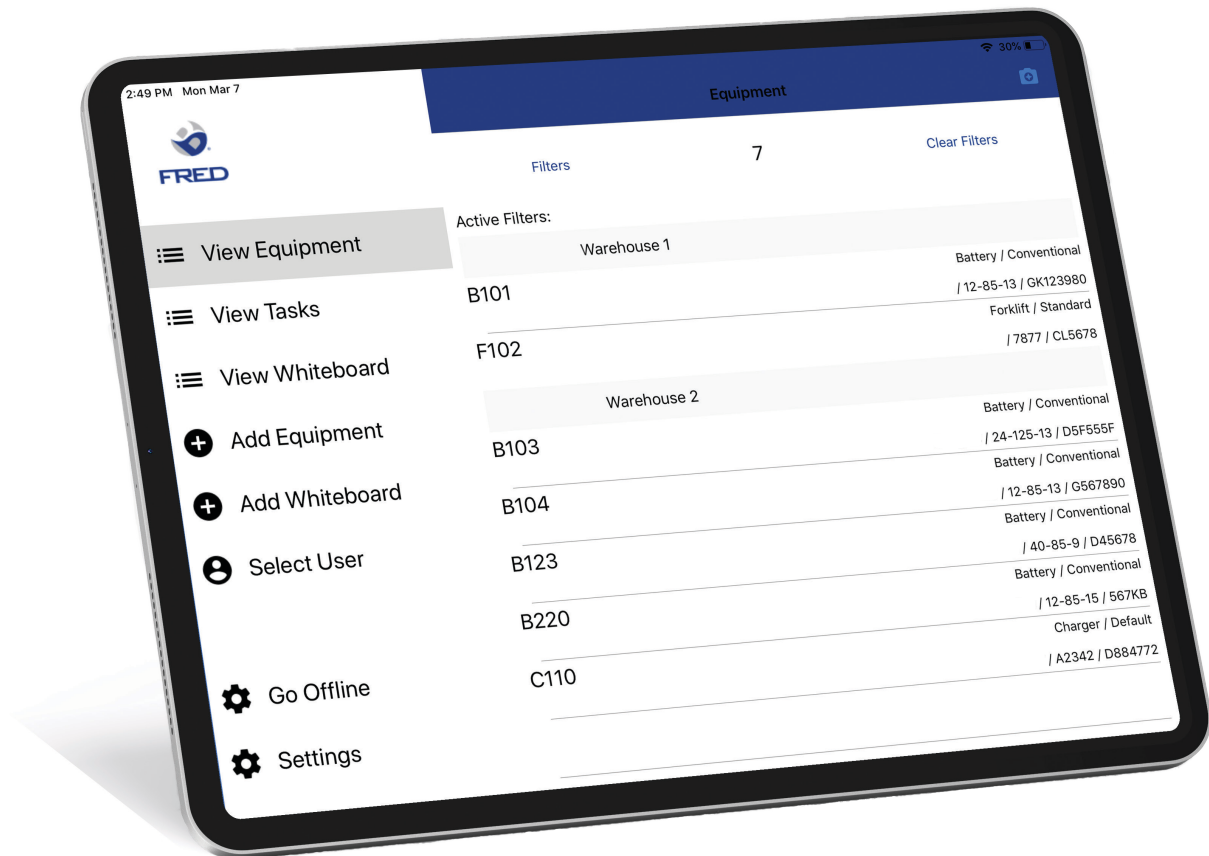 2:49 PM Mon Mar 7
30%
FRED
Equipment
Filters
7
Clear Filters
View Equipment
View Tasks
View Whiteboard
Add Equipment
Add Whiteboard
Select User
Go Offline
Settings
Active Filters:
Warehouse 1
B101
Battery / Conventional
/ 12-85-13 / GK123980
F102
Forklift / Standard
/ 7877 / CL5678
Warehouse 2
B103
Battery / Conventional
/ 24-125-13 / D5F555F
B104
Battery / Conventional
/ 12-85-13 / G567890
B123
Battery / Conventional
/ 40-85-9 / D45678
B220
Battery / Conventional
/ 12-85-15 / 567KB
C110
Charger / Default
/ A2342 / D884772